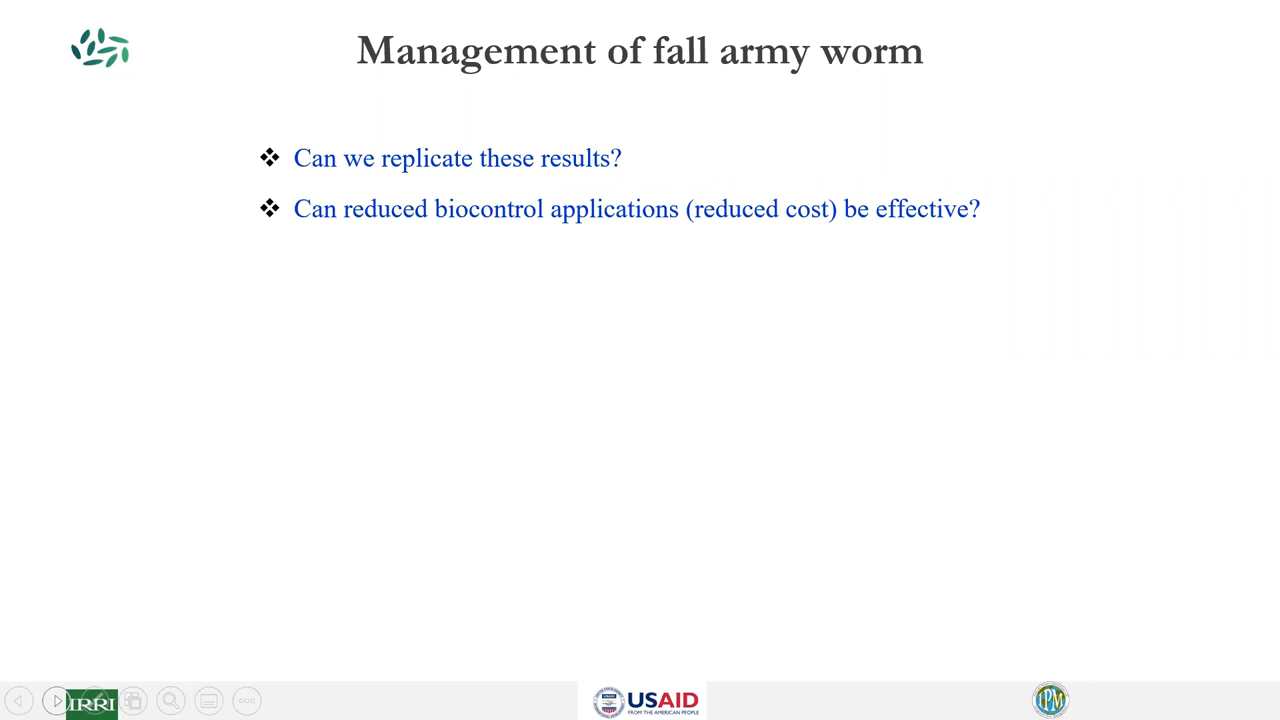 Management of fall army worm
❖ Can we replicate these results?
❖ Can reduced biocontrol applications (reduced cost) be effective?
IRRI
USAID
FROM THE AMERICAN PEOPLE
IPM